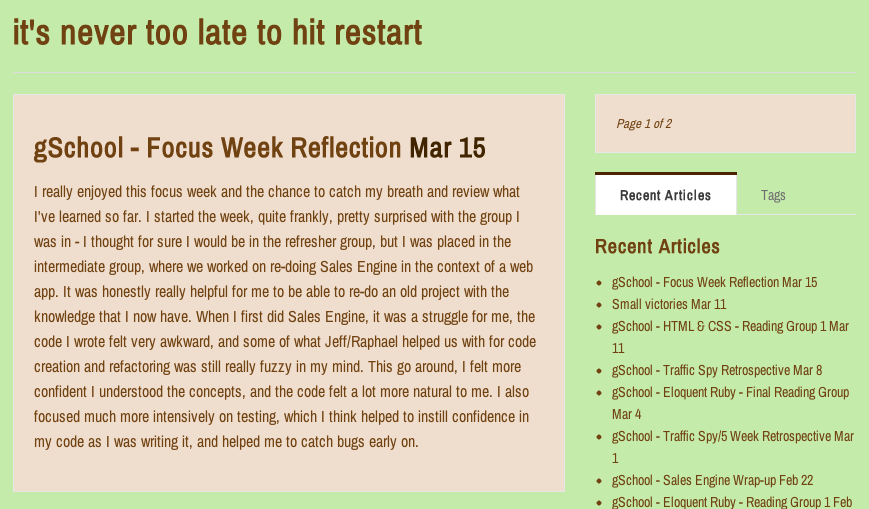 it's never too late to hit restart
gSchool - Focus Week Reflection Mar 15
I really enjoyed this focus week and the chance to catch my breath and review what
I've learned so far. I started the week, quite frankly, pretty surprised with the group I
was in - I thought for sure I would be in the refresher group, but I was placed in the
intermediate group, where we worked on re-doing Sales Engine in the context of a web
app. It was honestly really helpful for me to be able to re-do an old project with the
knowledge that I now have. When I first did Sales Engine, it was a struggle for me, the
code I wrote felt very awkward, and some of what Jeff/Raphael helped us with for code
creation and refactoring was still really fuzzy in my mind. This go around, I felt more
confident I understood the concepts, and the code felt a lot more natural to me. I also
focused much more intensively on testing, which I think helped to instill confidence in
my code as I was writing it, and helped me to catch bugs early on.
Page 1 of 2
Recent Articles
Tags
Recent Articles
gSchool - Focus Week Reflection Mar 15
Small victories Mar 11
gSchool - HTML & CSS - Reading Group 1 Mar
11
gSchool - Traffic Spy Retrospective Mar 8
gSchool - Eloquent Ruby - Final Reading Group
Mar 4
gSchool - Traffic Spy/5 Week Retrospective Mar
1
gSchool - Sales Engine Wrap-up Feb 22
gSchool - Eloquent Ruby - Reading Group 1 Feb